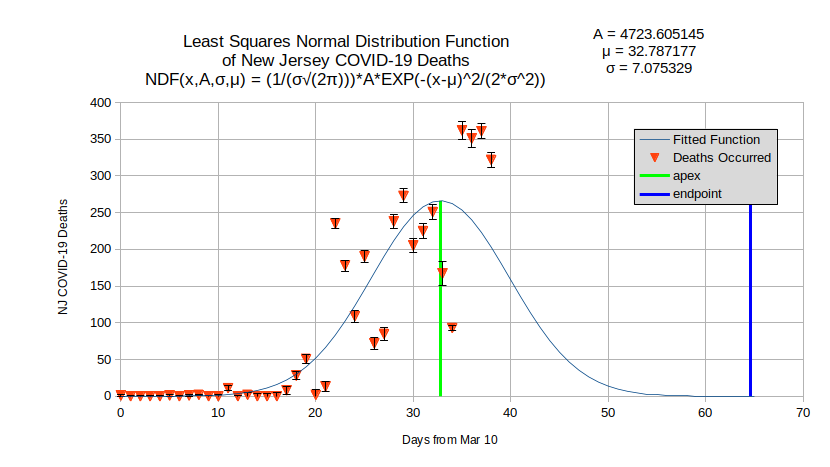 Least Squares Normal Distribution Function
of New Jersey COVID-19 Deaths
NDF(x,A,σ,μ) = (1/(σ√(2π)))*A*EXP(-(x-μ)^2/(2*σ^2))
A = 4723.605145
μ = 32.787177
σ = 7.075329
NJ COVID-19 Deaths
400
350
300
250
200
150
100
50
0
Fitted Function
Deaths Occurred
apex
endpoint
0 10 20 30 40 50 60 70
Days from Mar 10